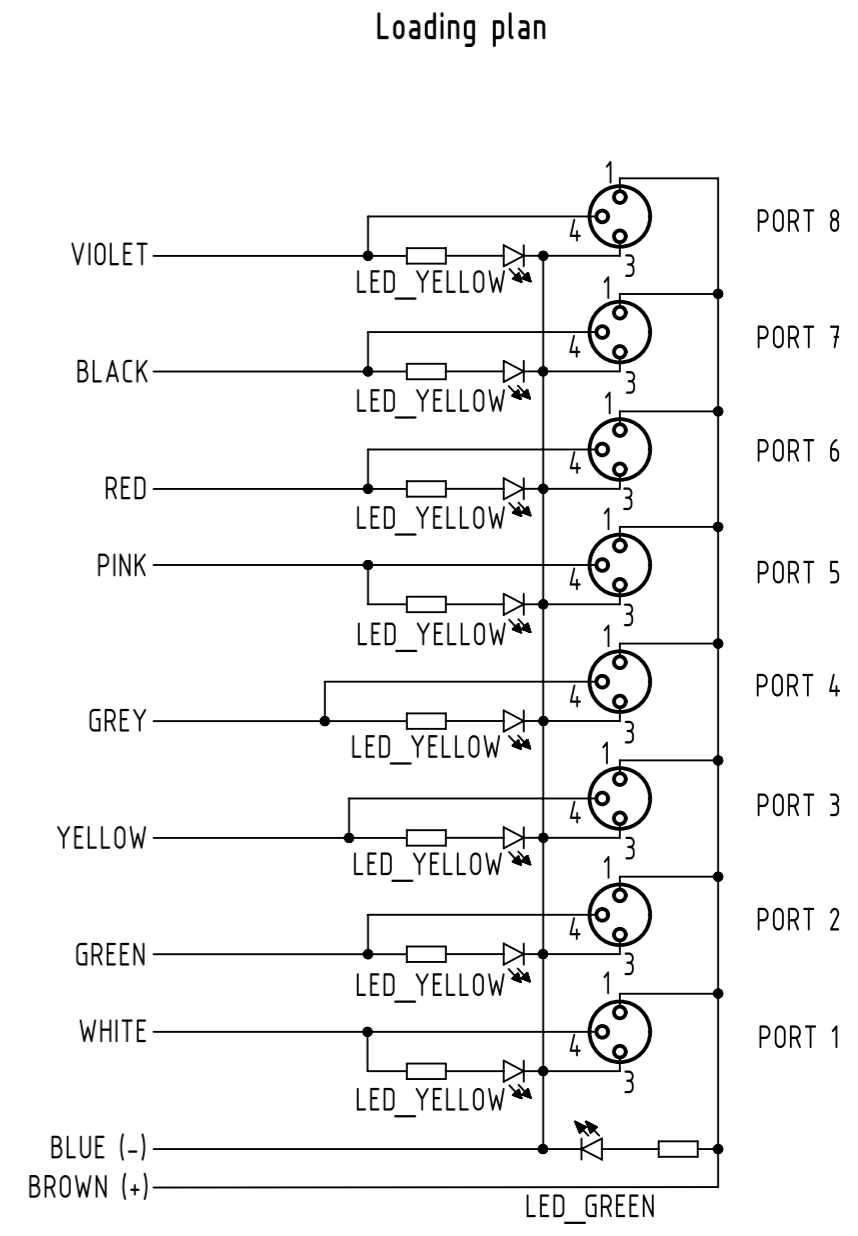 Loading plan
1
VIOLET
4
PORT 8
LED_YELLOW
3
1
BLACK
4
PORT 7
LED_YELLOW
3
1
RED
4
PORT 6
LED_YELLOW
3
1
PINK
4
PORT 5
LED_YELLOW
3
1
GREY
4
PORT 4
LED_YELLOW
3
1
YELLOW
4
PORT 3
LED_YELLOW
3
1
GREEN
4
PORT 2
LED_YELLOW
3
1
WHITE
4
PORT 1
LED_YELLOW
3
BLUE (-)
BROWN (+)
LED_GREEN